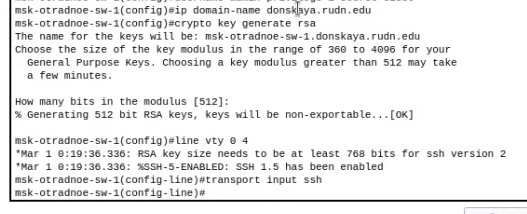 msk-otradnoe-sw-1(config)#ip domain-name donskaya.rudn.edu
msk-otradnoe-sw-1(config)#crypto key generate rsa
The name for the keys will be: msk-otradnoe-sw-1.donskaya.rudn.edu
Choose the size of the key modulus in the range of 360 to 4096 for your
General Purpose Keys. Choosing a key modulus greater than 512 may take
a few minutes.
How many bits in the modulus [512]:
% Generating 512 bit RSA keys, keys will be non-exportable...[OK]
msk-otradnoe-sw-1(config)#line vty 0 4
*Mar 1 0:19:36.336: RSA key size needs to be at least 768 bits for ssh version 2
*Mar 1 0:19:36.336: %SSH-5-ENABLED: SSH 1.5 has been enabled
msk-otradnoe-sw-1(config-line)#transport input ssh
msk-otradnoe-sw-1(config-line)#